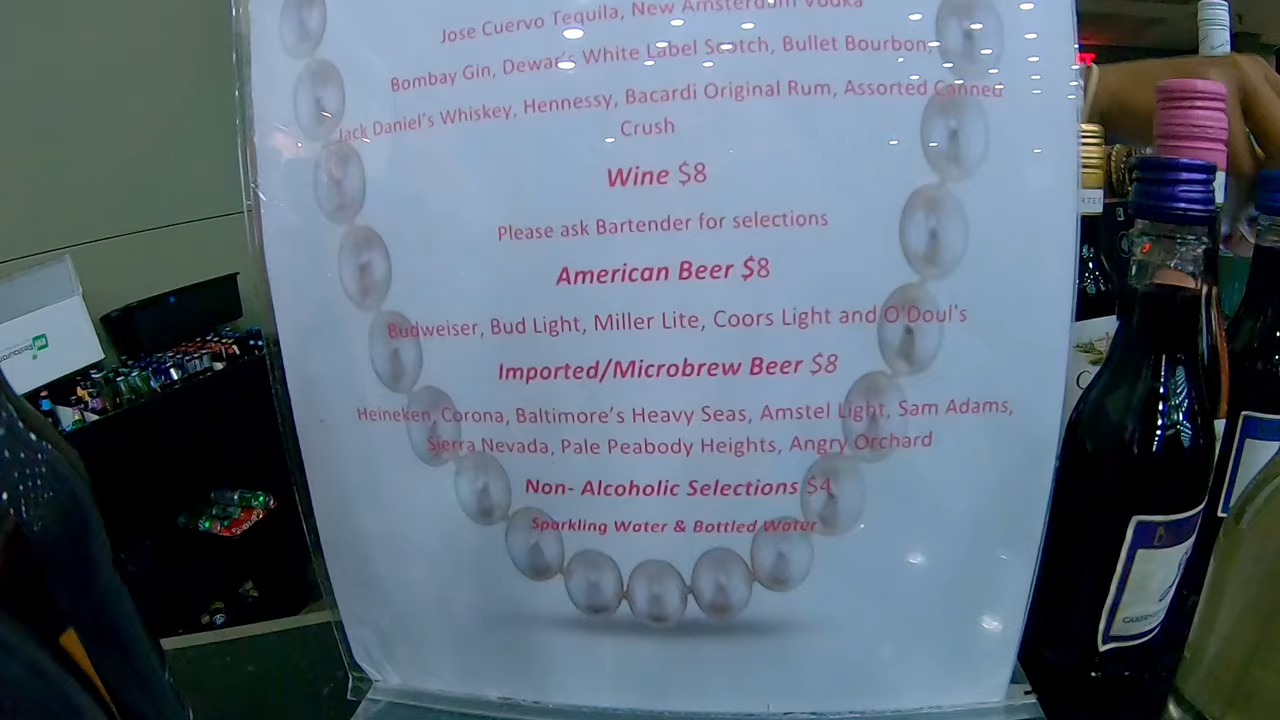 Jose Cuervo Tequila, New Amsterdam Vodka
Bombay Gin, Dewar's White Label Scotch, Bullet Bourbon,
Jack Daniel's Whiskey, Hennessy, Bacardi Original Rum, Assorted Canned
Crush
Wine $8
Please ask Bartender for selections
American Beer $8
Budweiser, Bud Light, Miller Lite, Coors Light and O'Doul's
Imported/Microbrew Beer $8
Heineken, Corona, Baltimore's Heavy Seas, Amstel Light, Sam Adams,
Sierra Nevada, Pale Peabody Heights, Angry Orchard
Non- Alcoholic Selections $4
Sparkling Water & Bottled Water